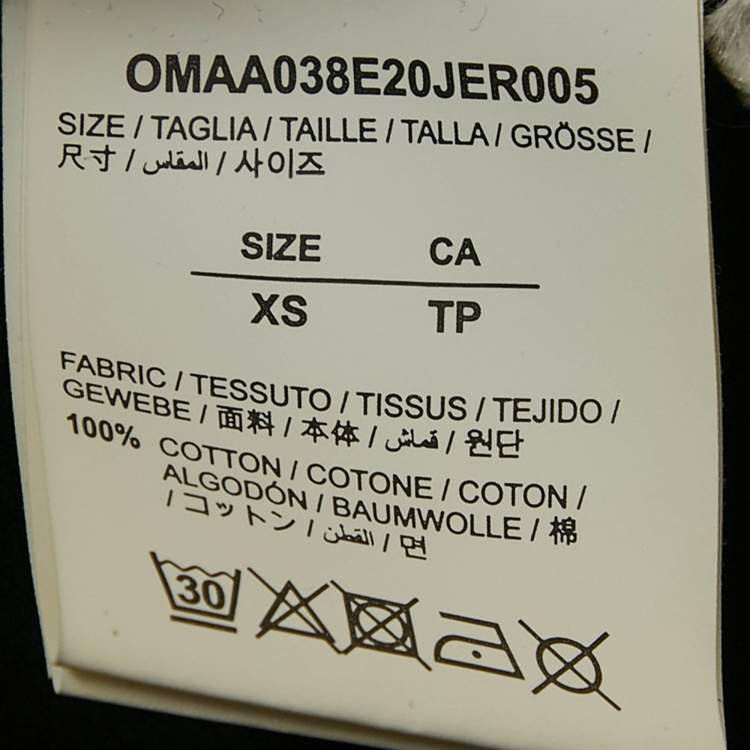 OMAA038E20JER005
SIZE / TAGLIA / TAILLE / TALLA / GRÖSSE /
尺寸 / المقاس / 사이즈
SIZE CA
XS TP
FABRIC / TESSUTO / TISSUS / TEJIDO /
GEWEBE / 面料 / 本体 / قماش / 원단
100% COTTON / COTONE / COTON /
ALGODÓN / BAUMWOLLE / 棉
/ コットン / القطن / 면
30